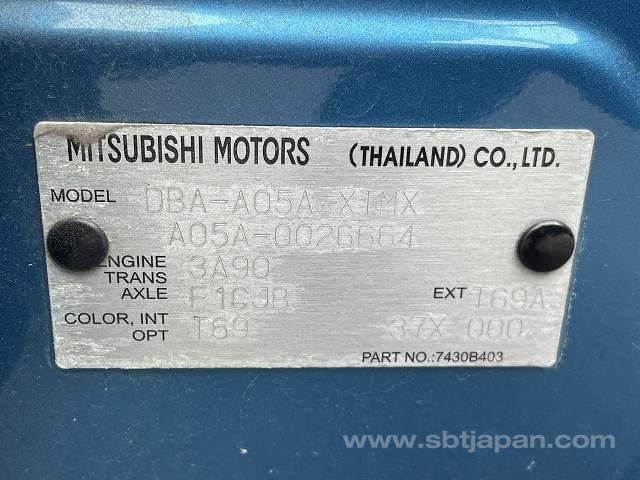 MITSUBISHI MOTORS (THAILAND) CO., LTD.
MODEL DBA-A05A X1MX
A05A-0026664
ENGINE 3A90
TRANS
AXLE F1CJB EXT T69A
COLOR, INT T69 37X 000
OPT
PART NO.:7430B403
www.sbtjapan.com